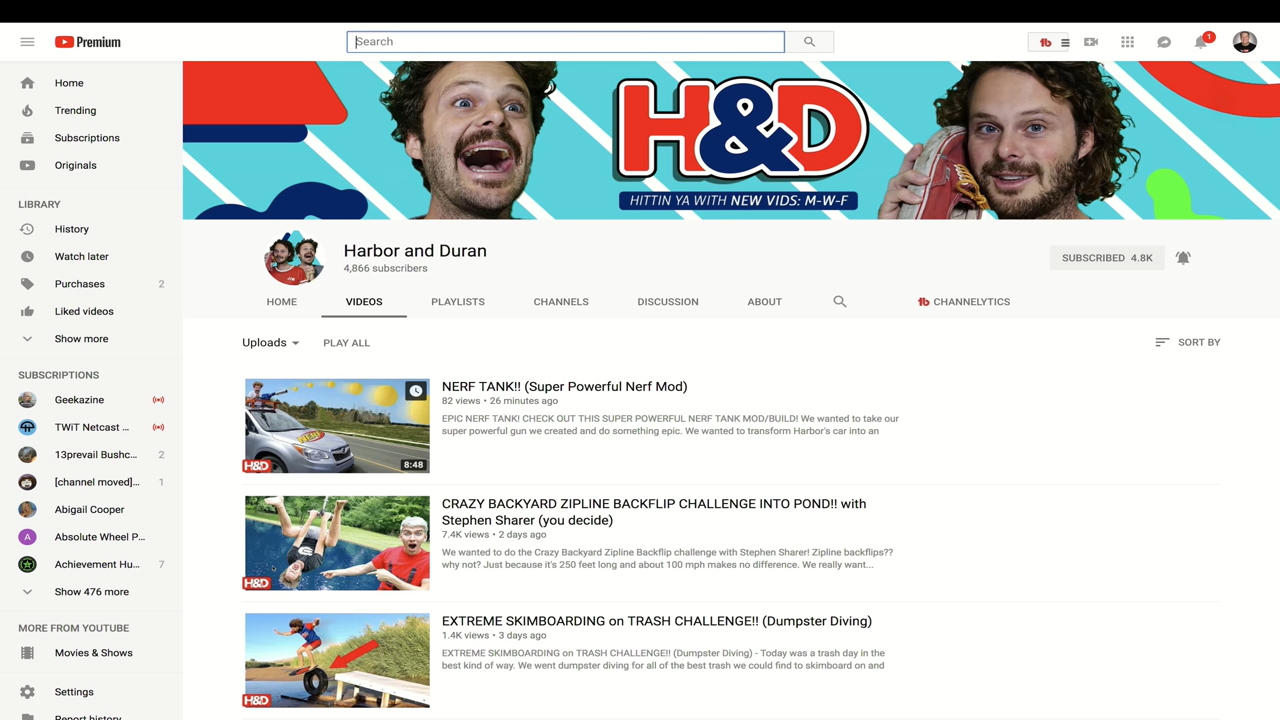 Premium
Search
1
Home
Trending
Subscriptions
Originals
LIBRARY
History
Watch later
Purchases 2
Liked videos
Show more
SUBSCRIPTIONS
Geekazine
TWiT Netcast ...
13prevail Bushc... 2
[channel moved]... 1
Abigail Cooper
A Absolute Wheel P...
Achievement Hu... 7
Show 476 more
MORE FROM YOUTUBE
Movies & Shows
Settings
Report history
H&D
HITTIN YA WITH NEW VIDS: M-W-F
Harbor and Duran
4,866 subscribers
SUBSCRIBED 4.8K
HOME VIDEOS PLAYLISTS CHANNELS DISCUSSION ABOUT tb CHANNELYTICS
Uploads PLAY ALL SORT BY
NERF
H&D
8:48
NERF TANK!! (Super Powerful Nerf Mod)
82 views • 26 minutes ago
EPIC NERF TANK! CHECK OUT THIS SUPER POWERFUL NERF TANK MOD/BUILD! We wanted to take our
super powerful gun we created and do something epic. We wanted to transform Harbor's car into an
H&D
CRAZY BACKYARD ZIPLINE BACKFLIP CHALLENGE INTO POND!! with
Stephen Sharer (you decide)
7.4K views • 2 days ago
We wanted to do the Crazy Backyard Zipline Backflip challenge with Stephen Sharer! Zipline backflips??
why not? Just because it's 250 feet long and about 100 mph makes no difference. We really want...
H&D
EXTREME SKIMBOARDING on TRASH CHALLENGE!! (Dumpster Diving)
1.4K views • 3 days ago
EXTREME SKIMBOARDING on TRASH CHALLENGE!! (Dumpster Diving) - Today was a trash day in the
best kind of way. We went dumpster diving for all of the best trash we could find to skimboard on and